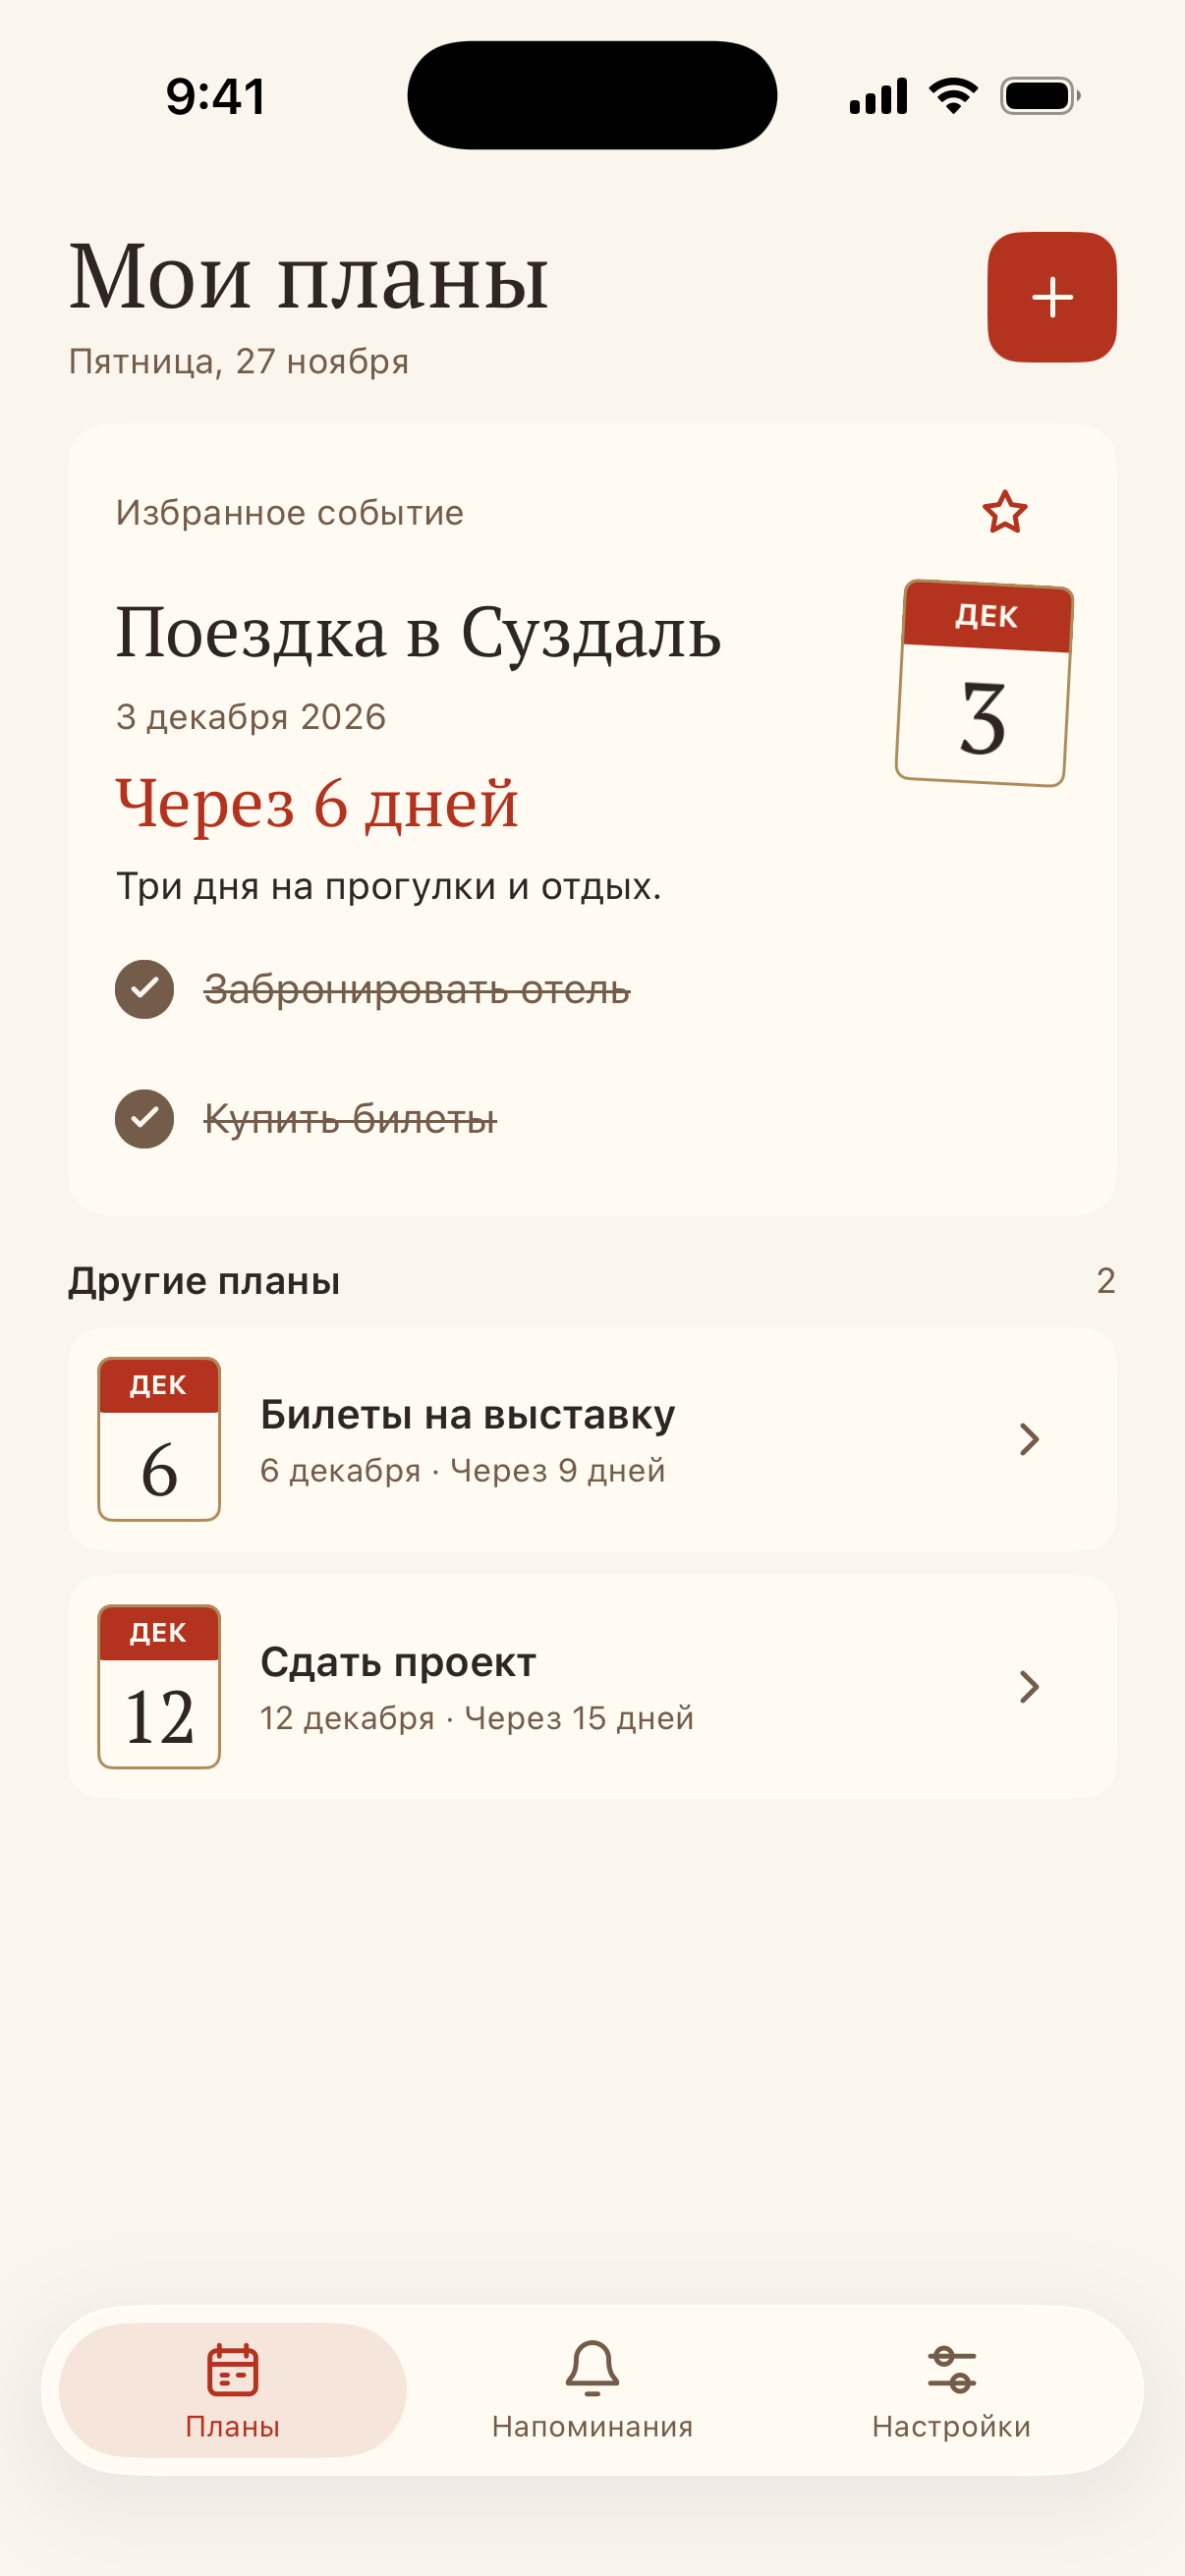 9:41
Мои планы
Пятница, 27 ноября
Избранное событие
Поездка в Суздаль
3 декабря 2026
Через 6 дней
Три дня на прогулки и отдых.
ДЕК
3
Забронировать отель
Купить билеты
Другие планы
2
ДЕК
6
Билеты на выставку
6 декабря · Через 9 дней
ДЕК
12
Сдать проект
12 декабря · Через 15 дней
Планы
Напоминания
Настройки